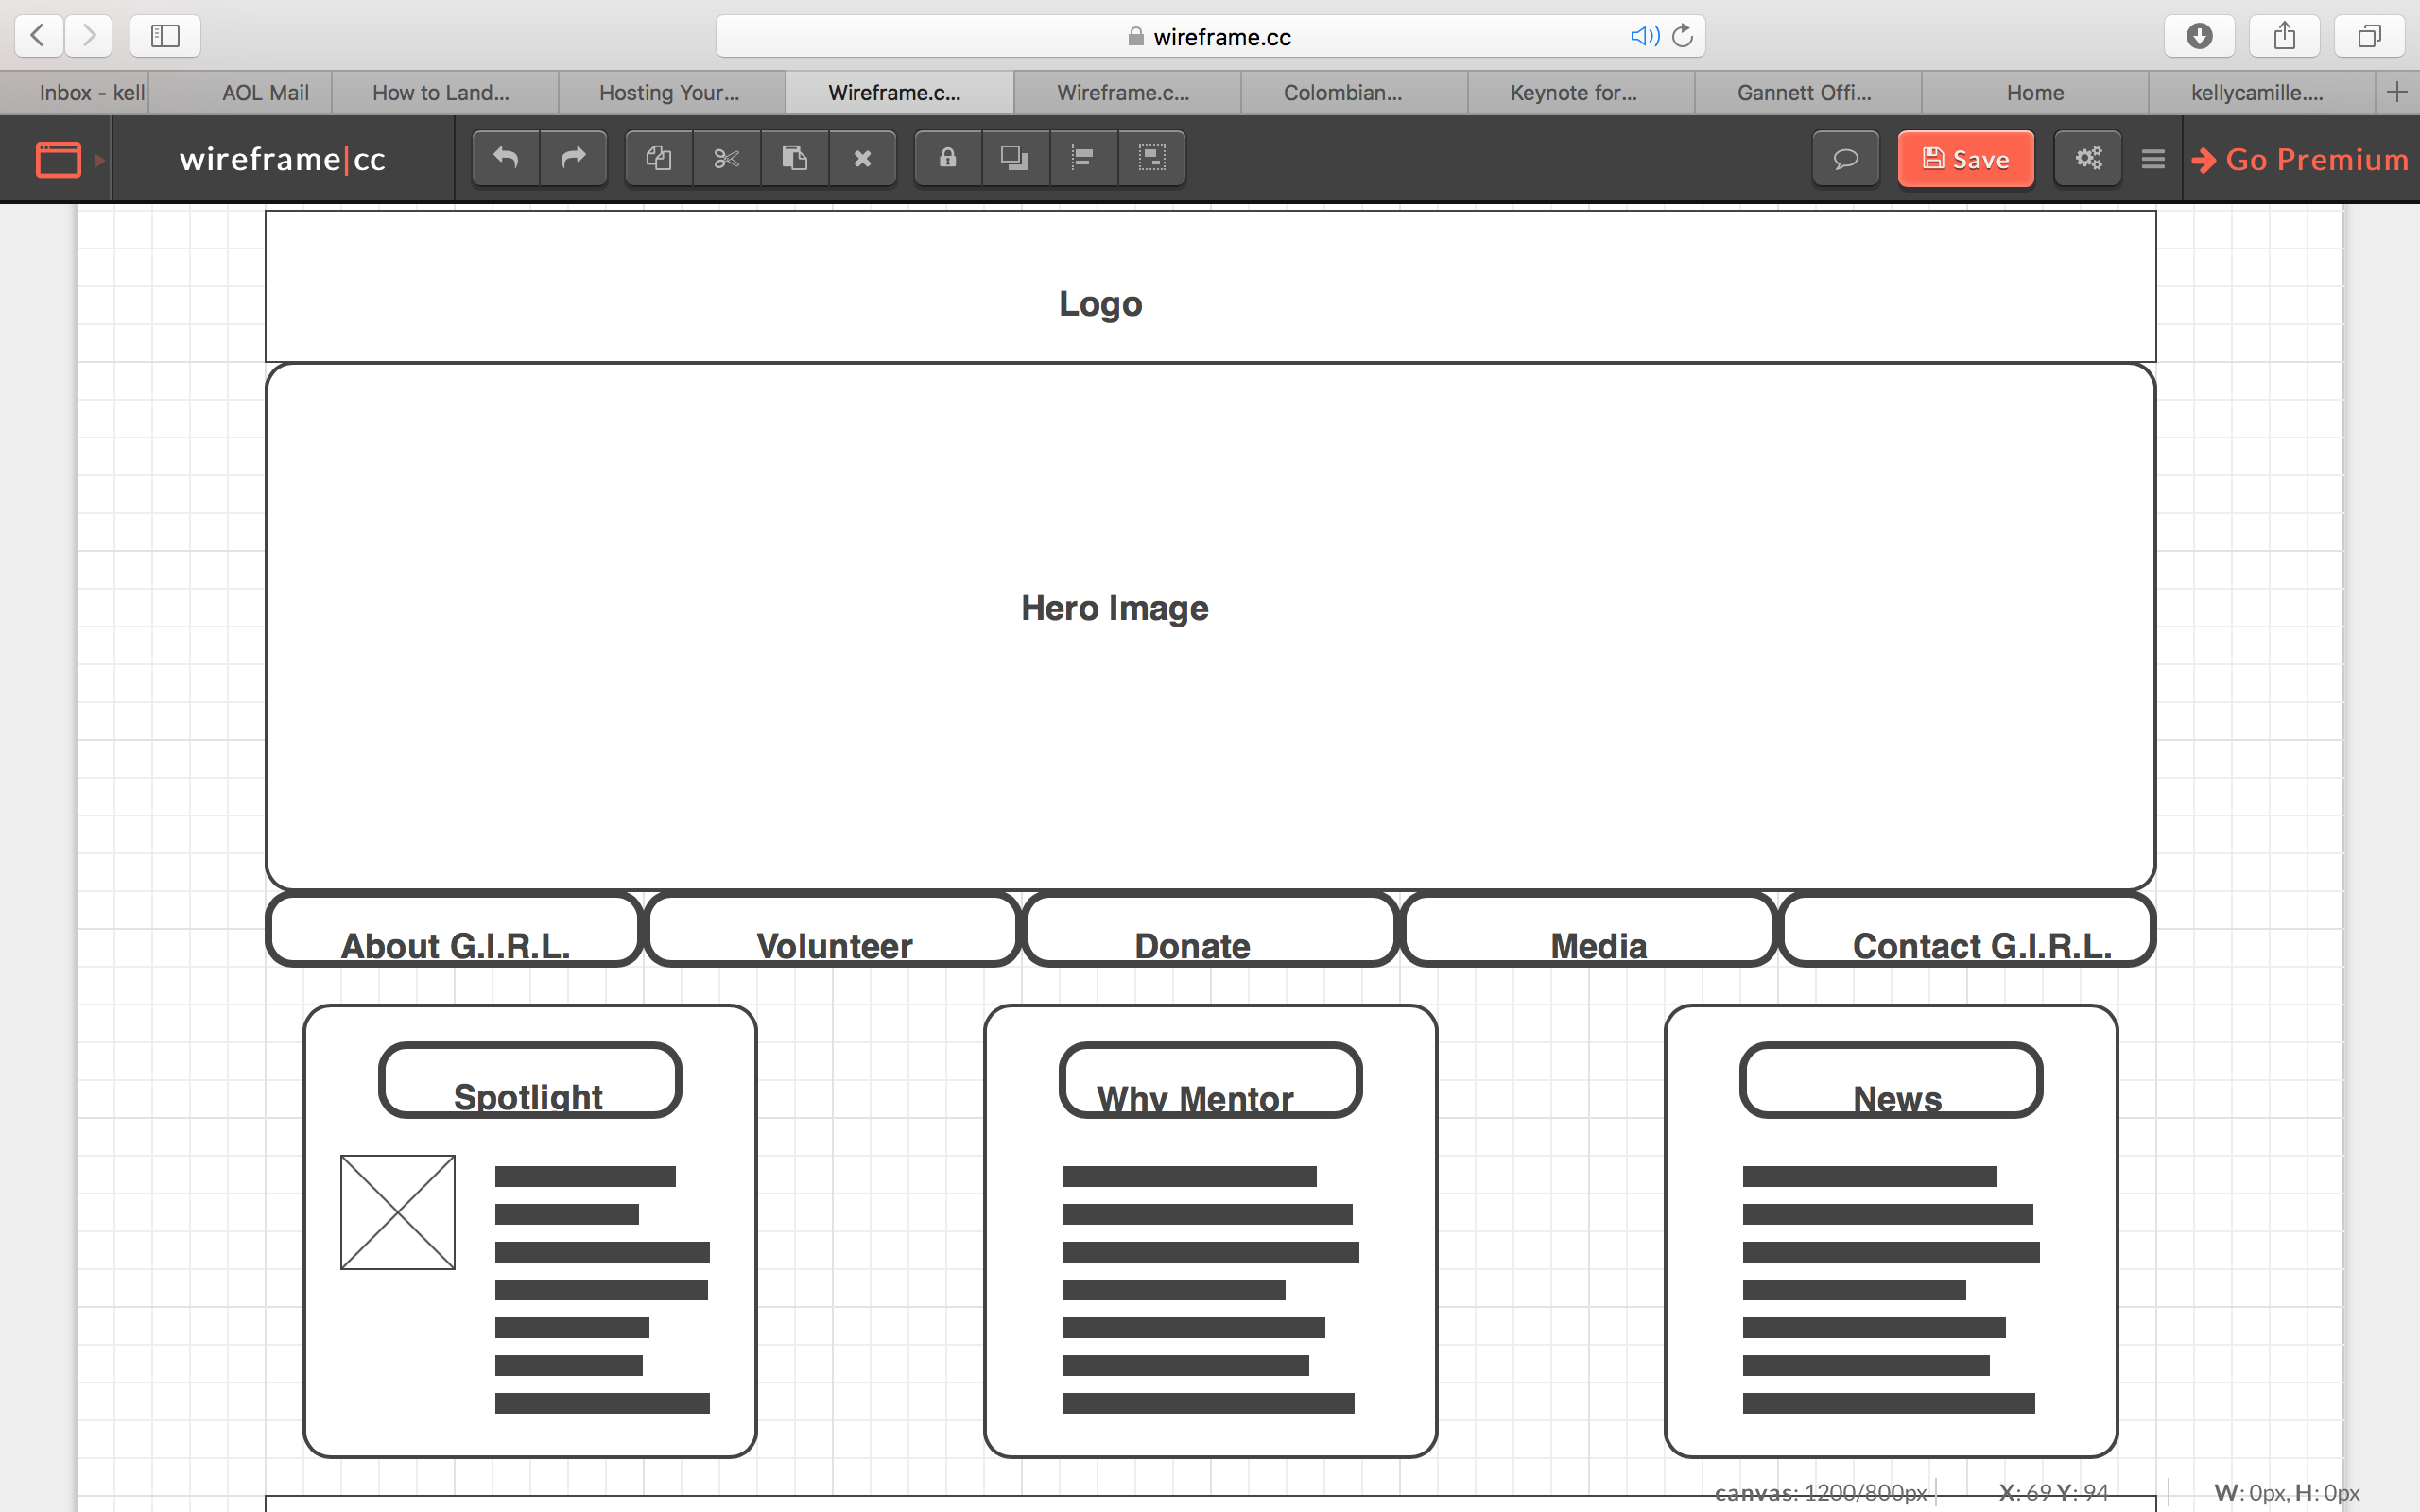 wireframe.cc
Inbox - kell
AOL Mail
How to Land...
Hosting Your...
Wireframe.c...
Wireframe.c...
Colombian...
Keynote for...
Gannett Offi...
Home
kellycamille....
wireframe|cc
Save
Go Premium
Logo
Hero Image
About G.I.R.L.
Volunteer
Donate
Media
Contact G.I.R.L.
Spotlight
Why Mentor
News
canvas: 1200/800px
X: 69 Y: 94
W: 0px, H: 0px